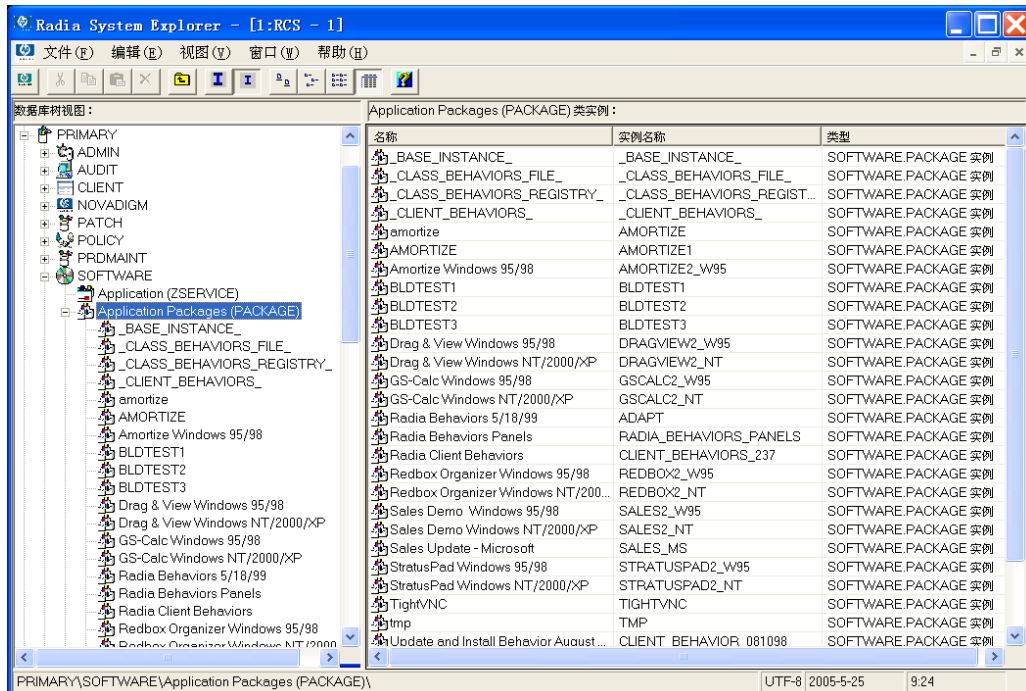 Radia System Explorer - [1:RCS - 1]
文件(F) 编辑(E) 视图(V) 窗口(W) 帮助(H)
数据库树视图：
PRIMARY
ADMIN
AUDIT
CLIENT
NOVADIGM
PATCH
POLICY
PRDMAINT
SOFTWARE
Application (ZSERVICE)
Application Packages (PACKAGE)
_BASE_INSTANCE_
_CLASS_BEHAVIORS_FILE_
_CLASS_BEHAVIORS_REGISTRY_
_CLIENT_BEHAVIORS_
amortize
AMORTIZE
Amortize Windows 95/98
BLDTEST1
BLDTEST2
BLDTEST3
Drag & View Windows 95/98
Drag & View Windows NT/2000/XP
GS-Calc Windows 95/98
GS-Calc Windows NT/2000/XP
Radia Behaviors 5/18/99
Radia Behaviors Panels
Radia Client Behaviors
Redbox Organizer Windows 95/98
Redbox Organizer Windows NT/2000
Application Packages (PACKAGE) 类实例：
名称 实例名称 类型
_BASE_INSTANCE_ _BASE_INSTANCE_ SOFTWARE.PACKAGE 实例
_CLASS_BEHAVIORS_FILE_ _CLASS_BEHAVIORS_FILE_ SOFTWARE.PACKAGE 实例
_CLASS_BEHAVIORS_REGISTRY_ _CLASS_BEHAVIORS_REGIST... SOFTWARE.PACKAGE 实例
_CLIENT_BEHAVIORS_ _CLIENT_BEHAVIORS_ SOFTWARE.PACKAGE 实例
amortize AMORTIZE SOFTWARE.PACKAGE 实例
AMORTIZE AMORTIZE1 SOFTWARE.PACKAGE 实例
Amortize Windows 95/98 AMORTIZE2_W95 SOFTWARE.PACKAGE 实例
BLDTEST1 BLDTEST1 SOFTWARE.PACKAGE 实例
BLDTEST2 BLDTEST2 SOFTWARE.PACKAGE 实例
BLDTEST3 BLDTEST3 SOFTWARE.PACKAGE 实例
Drag & View Windows 95/98 DRAGVIEW2_W95 SOFTWARE.PACKAGE 实例
Drag & View Windows NT/2000/XP DRAGVIEW2_NT SOFTWARE.PACKAGE 实例
GS-Calc Windows 95/98 GSCALC2_W95 SOFTWARE.PACKAGE 实例
GS-Calc Windows NT/2000/XP GSCALC2_NT SOFTWARE.PACKAGE 实例
Radia Behaviors 5/18/99 ADAPT SOFTWARE.PACKAGE 实例
Radia Behaviors Panels RADIA_BEHAVIORS_PANELS SOFTWARE.PACKAGE 实例
Radia Client Behaviors CLIENT_BEHAVIORS_237 SOFTWARE.PACKAGE 实例
Redbox Organizer Windows 95/98 REDBOX2_W95 SOFTWARE.PACKAGE 实例
Redbox Organizer Windows NT/200... REDBOX2_NT SOFTWARE.PACKAGE 实例
Sales Demo Windows 95/98 SALES2_W95 SOFTWARE.PACKAGE 实例
Sales Demo Windows NT/2000/XP SALES2_NT SOFTWARE.PACKAGE 实例
Sales Update - Microsoft SALES_MS SOFTWARE.PACKAGE 实例
StratusPad Windows 95/98 STRATUSPAD2_W95 SOFTWARE.PACKAGE 实例
StratusPad Windows NT/2000/XP STRATUSPAD2_NT SOFTWARE.PACKAGE 实例
TightVNC TIGHTVNC SOFTWARE.PACKAGE 实例
tmp TMP SOFTWARE.PACKAGE 实例
Update and Install Behavior August ... CLIENT_BEHAVIOR_081098 SOFTWARE.PACKAGE 实例
PRIMARY\SOFTWARE\Application Packages (PACKAGE)\ UTF-8 2005-5-25 9:24